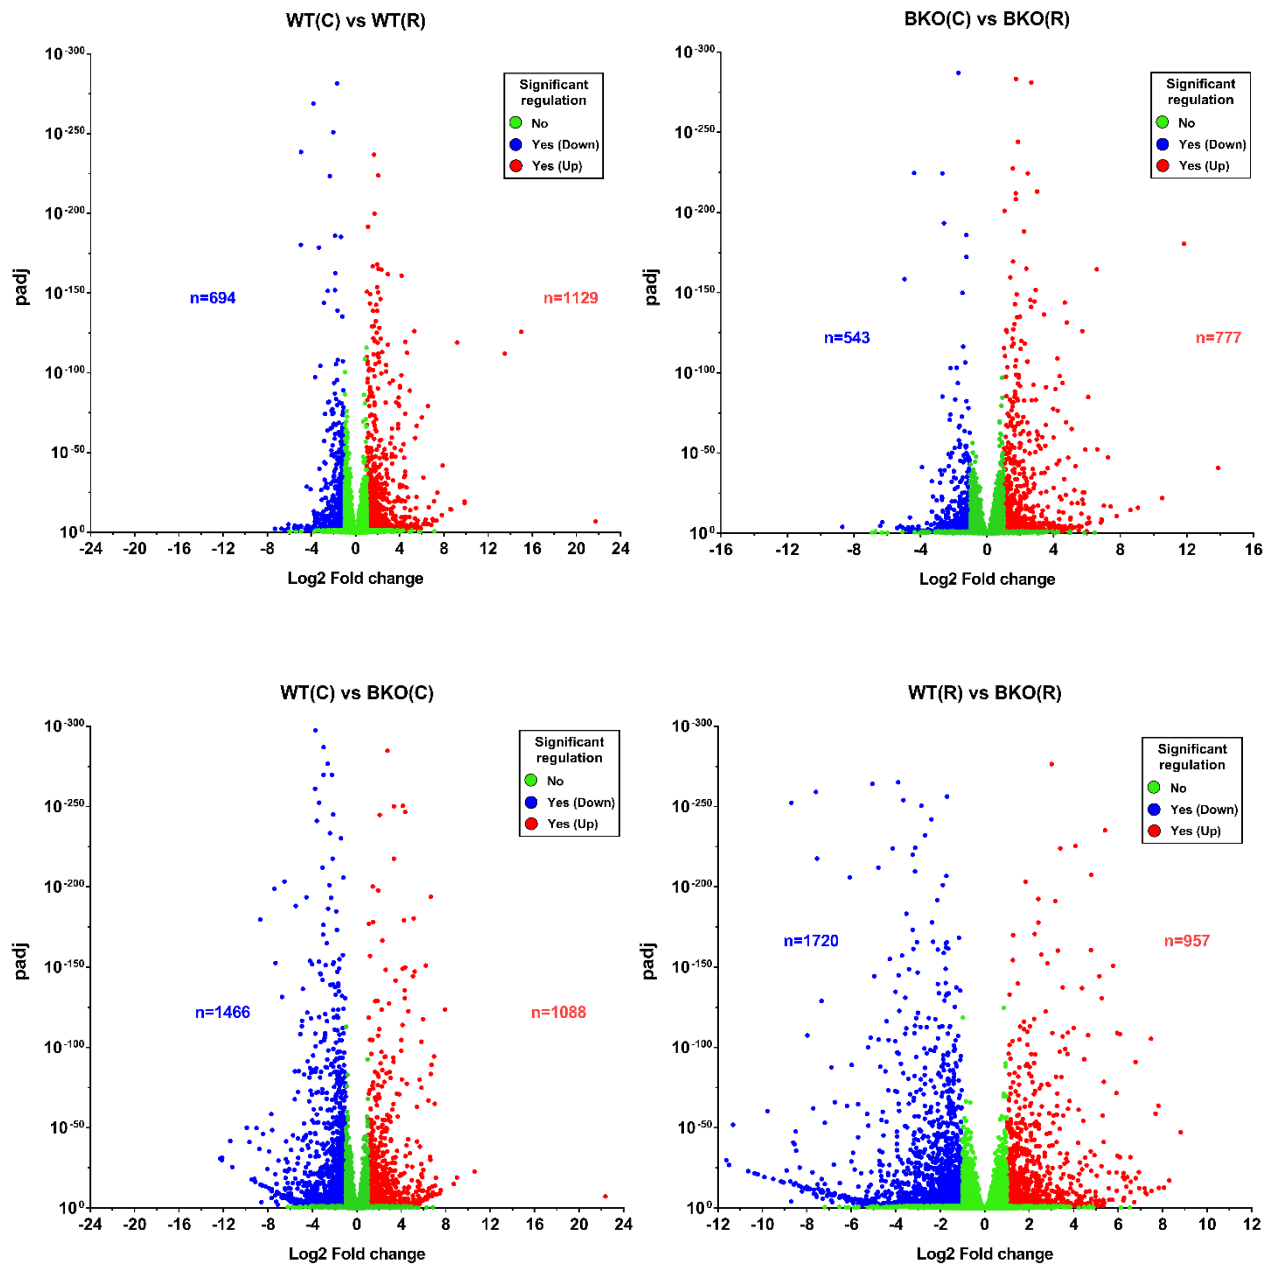 WT(C) vs WT(R)
10-300
10-250
10-200
10-150
10-100
10-50
100
padj
Significant
regulation
No
Yes (Down)
Yes (Up)
n=694
n=1129
-24 -20 -16 -12 -8 -4 0 4 8 12 16 20 24
Log2 Fold change
BKO(C) vs BKO(R)
10-300
10-250
10-200
10-150
10-100
10-50
100
padj
Significant
regulation
No
Yes (Down)
Yes (Up)
n=543
n=777
-16 -12 -8 -4 0 4 8 12 16
Log2 Fold change
WT(C) vs BKO(C)
10-300
10-250
10-200
10-150
10-100
10-50
100
padj
Significant
regulation
No
Yes (Down)
Yes (Up)
n=1466
n=1088
-24 -20 -16 -12 -8 -4 0 4 8 12 16 20 24
Log2 Fold change
WT(R) vs BKO(R)
10-300
10-250
10-200
10-150
10-100
10-50
100
padj
Significant
regulation
No
Yes (Down)
Yes (Up)
n=1720
n=957
-12 -10 -8 -6 -4 -2 0 2 4 6 8 10 12
Log2 Fold change